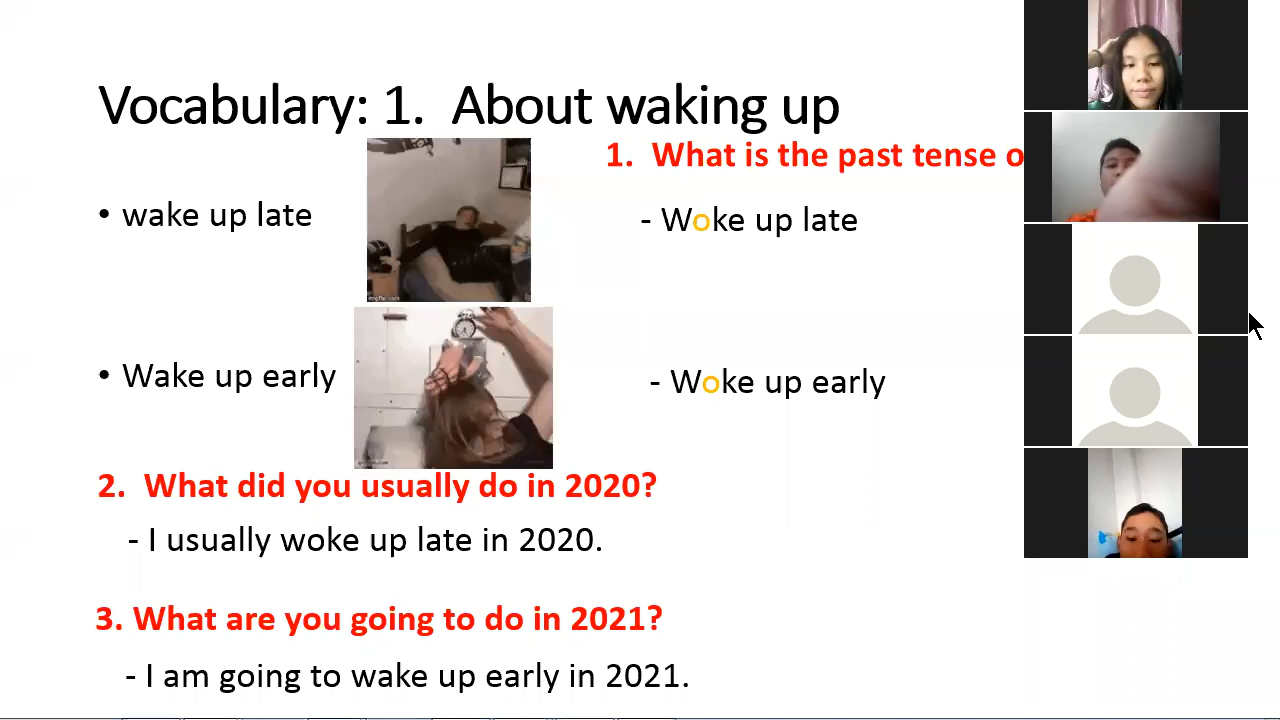 Vocabulary: 1. About waking up
1. What is the past tense o
• wake up late
- Woke up late
• Wake up early
- Woke up early
2. What did you usually do in 2020?
- I usually woke up late in 2020.
3. What are you going to do in 2021?
- I am going to wake up early in 2021.